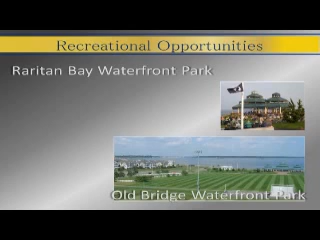 Recreational Opportunities
Raritan Bay Waterfront Park
Old Bridge Waterfront Park